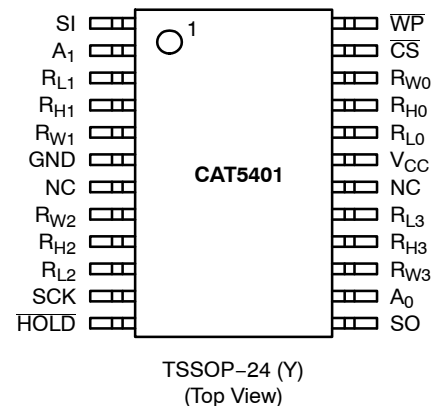 SI
A1
RL1
RH1
RW1
GND
NC
RW2
RH2
RL2
SCK
HOLD
1
CAT5401
WP
CS
RW0
RH0
RL0
VCC
NC
RL3
RH3
RW3
A0
SO
TSSOP−24 (Y)
(Top View)